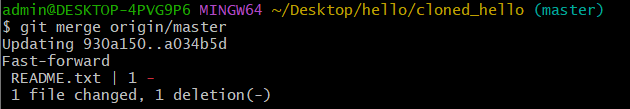 admin@DESKTOP-4PVG9P6 MINGW64 ~/Desktop/hello/cloned_hello (master)
$ git merge origin/master
Updating 930a150..a034b5d
Fast-forward
 README.txt | 1 -
 1 file changed, 1 deletion(-)